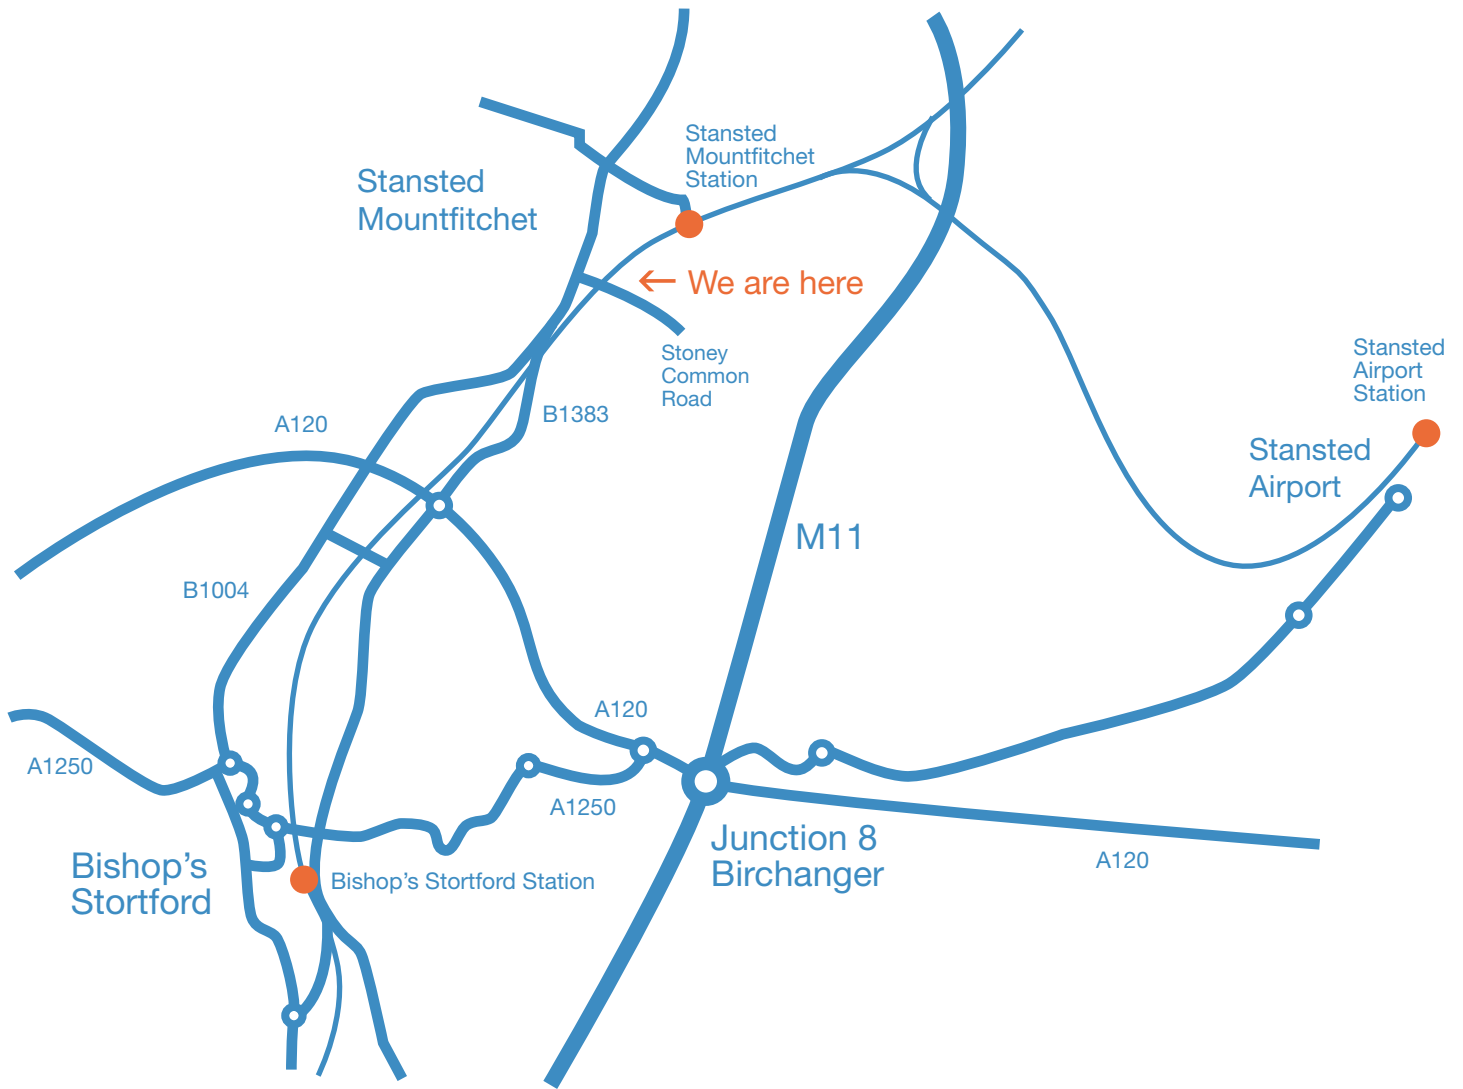 Stansted
Mountfitchet
Station
Stansted
Mountfitchet
← We are here
Stoney
Common
Road
Stansted
Airport
Station
B1383
A120
Stansted
Airport
M11
B1004
A120
A1250
A1250
Junction 8
Birchanger
A120
Bishop’s
Stortford
Bishop’s Stortford Station